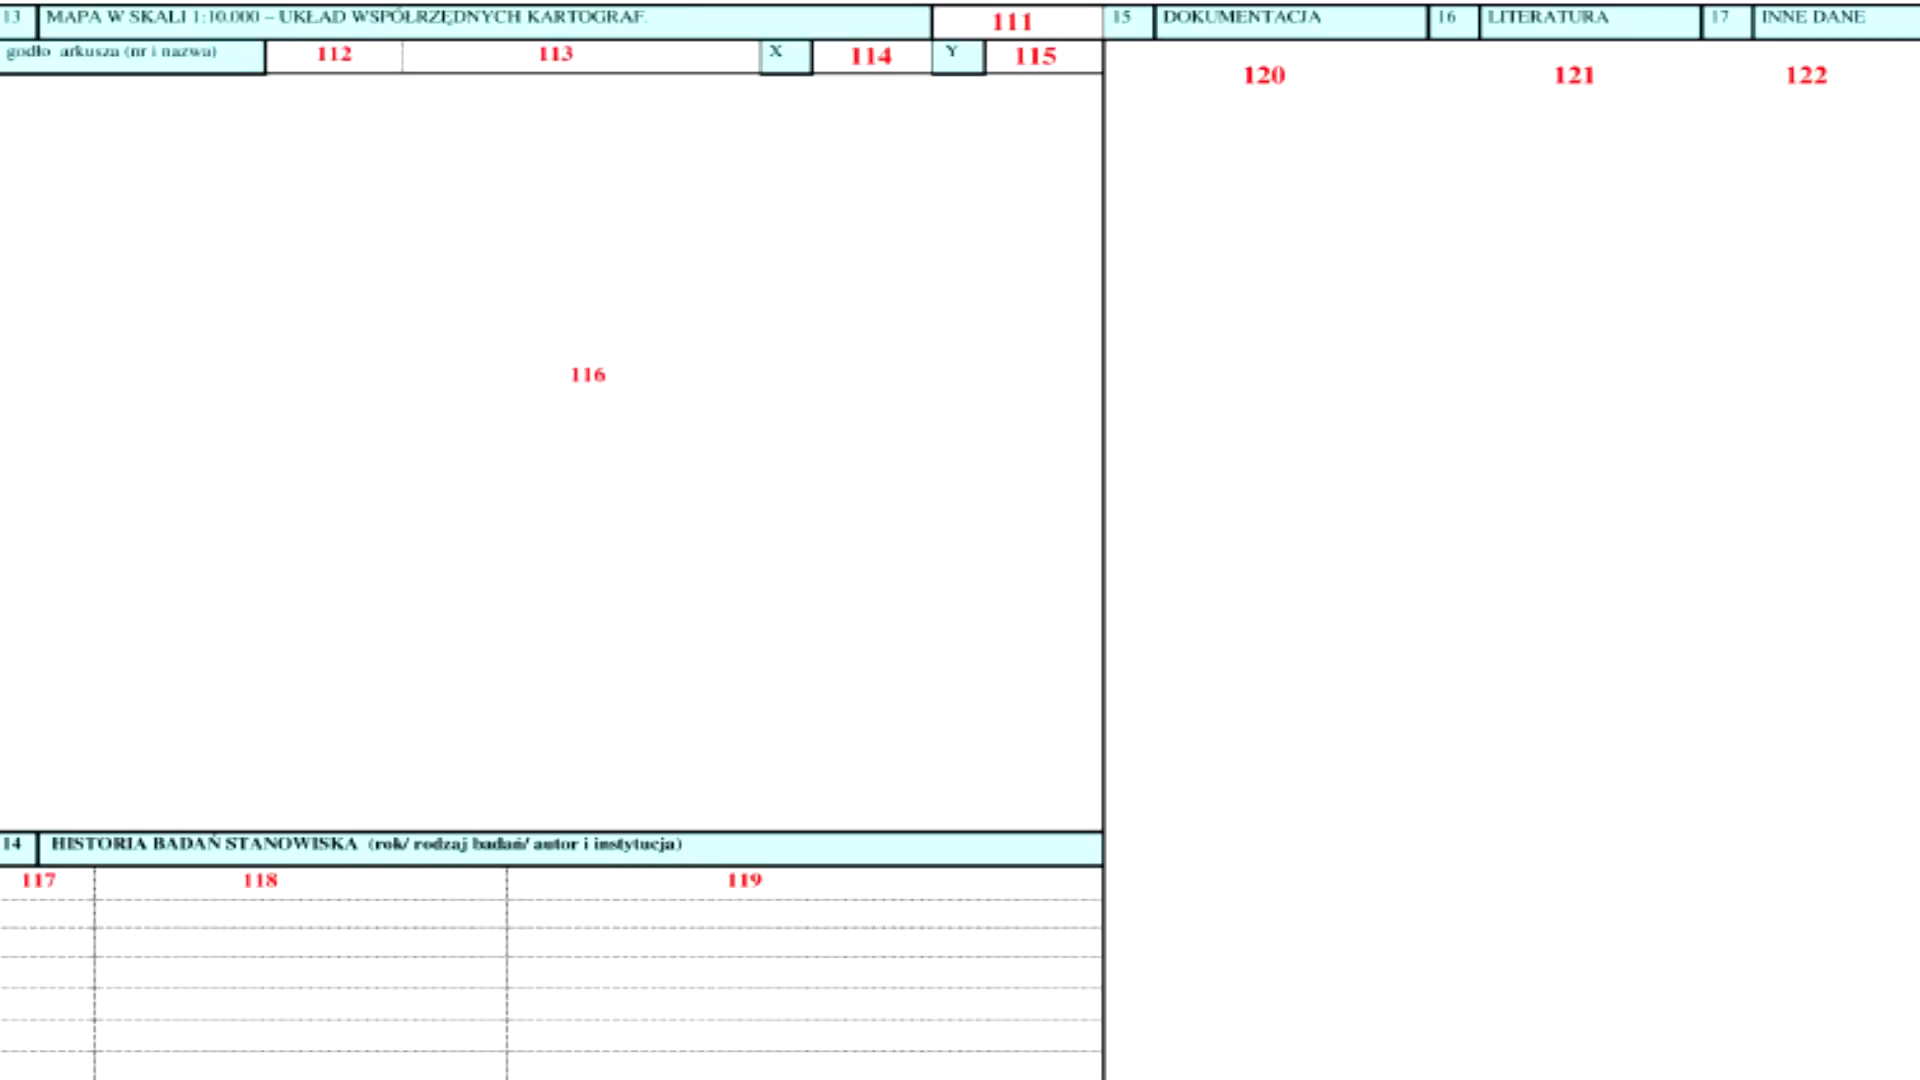 13 MAPA W SKALI 1:10.000 – UKŁAD WSPÓŁRZĘDNYCH KARTOGRAF. 111
godło arkusza (nr i nazwa) 112 113 X 114 Y 115
116
14 HISTORIA BADAŃ STANOWISKA (rok/ rodzaj badań/ autor i instytucja)
117 118 119
15 DOKUMENTACJA 16 LITERATURA 17 INNE DANE
120 121 122